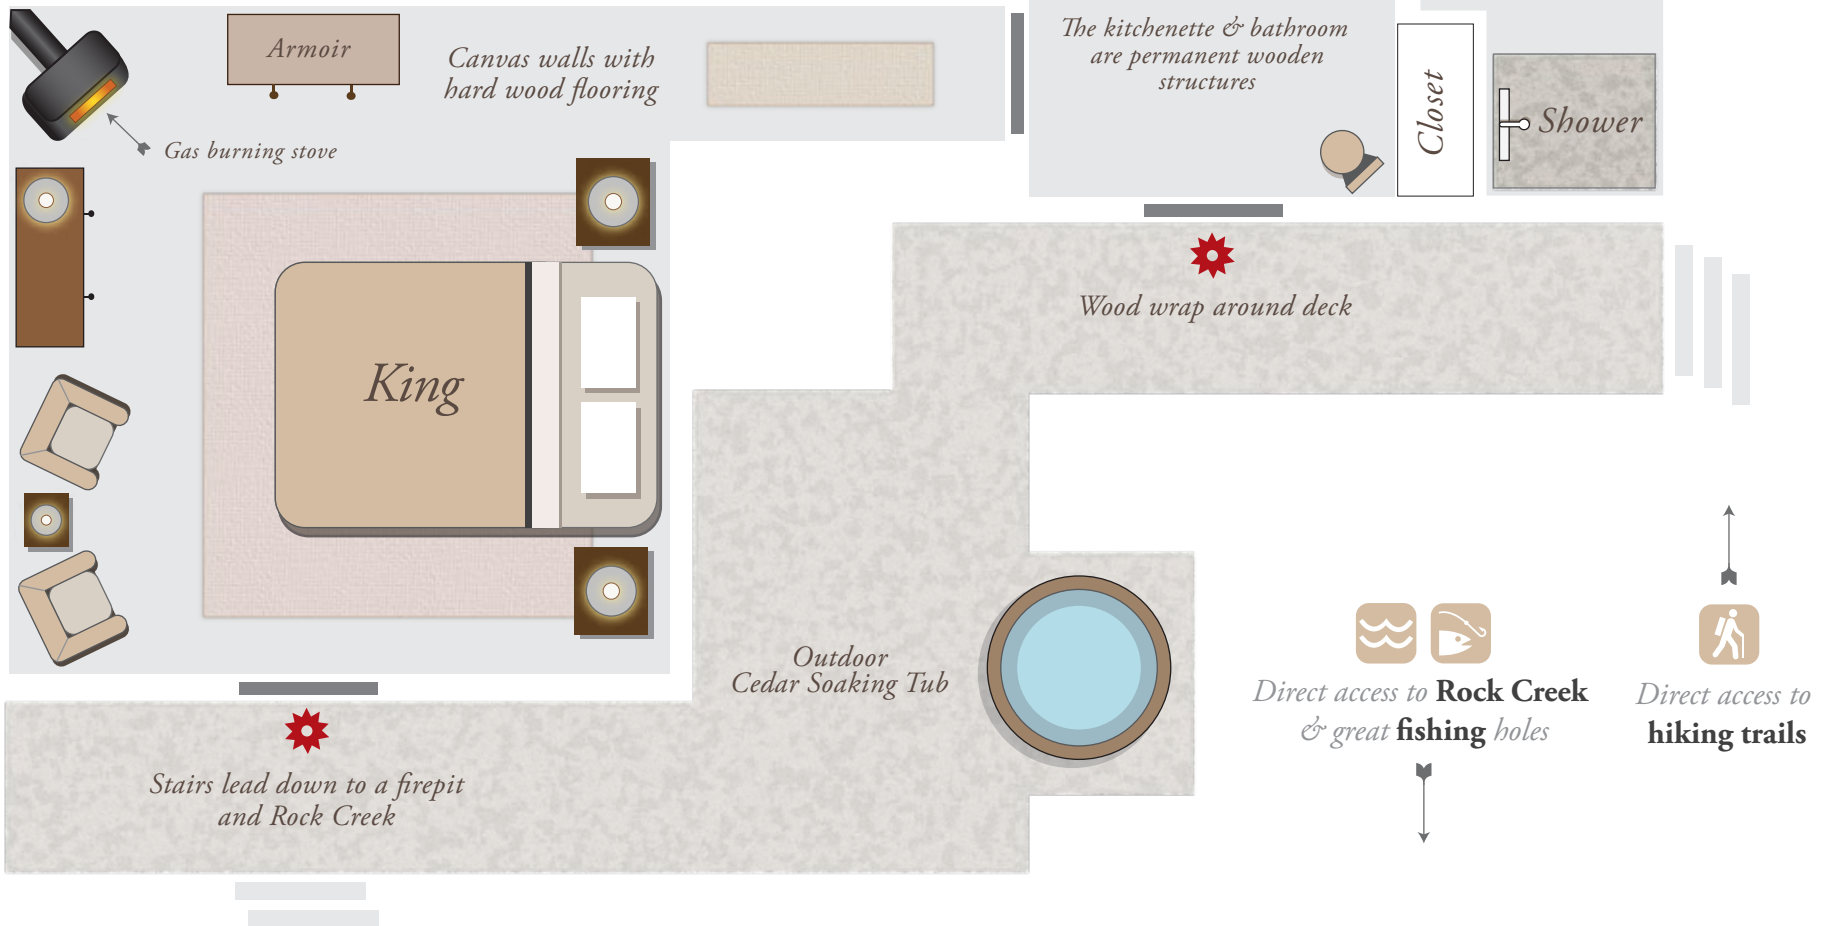 Armoir
Canvas walls with
hard wood flooring
The kitchenette & bathroom
are permanent wooden
structures
Closet
Shower
Gas burning stove
Wood wrap around deck
King
Outdoor
Cedar Soaking Tub
Direct access to Rock Creek
& great fishing holes
Direct access to
hiking trails
Stairs lead down to a firepit
and Rock Creek